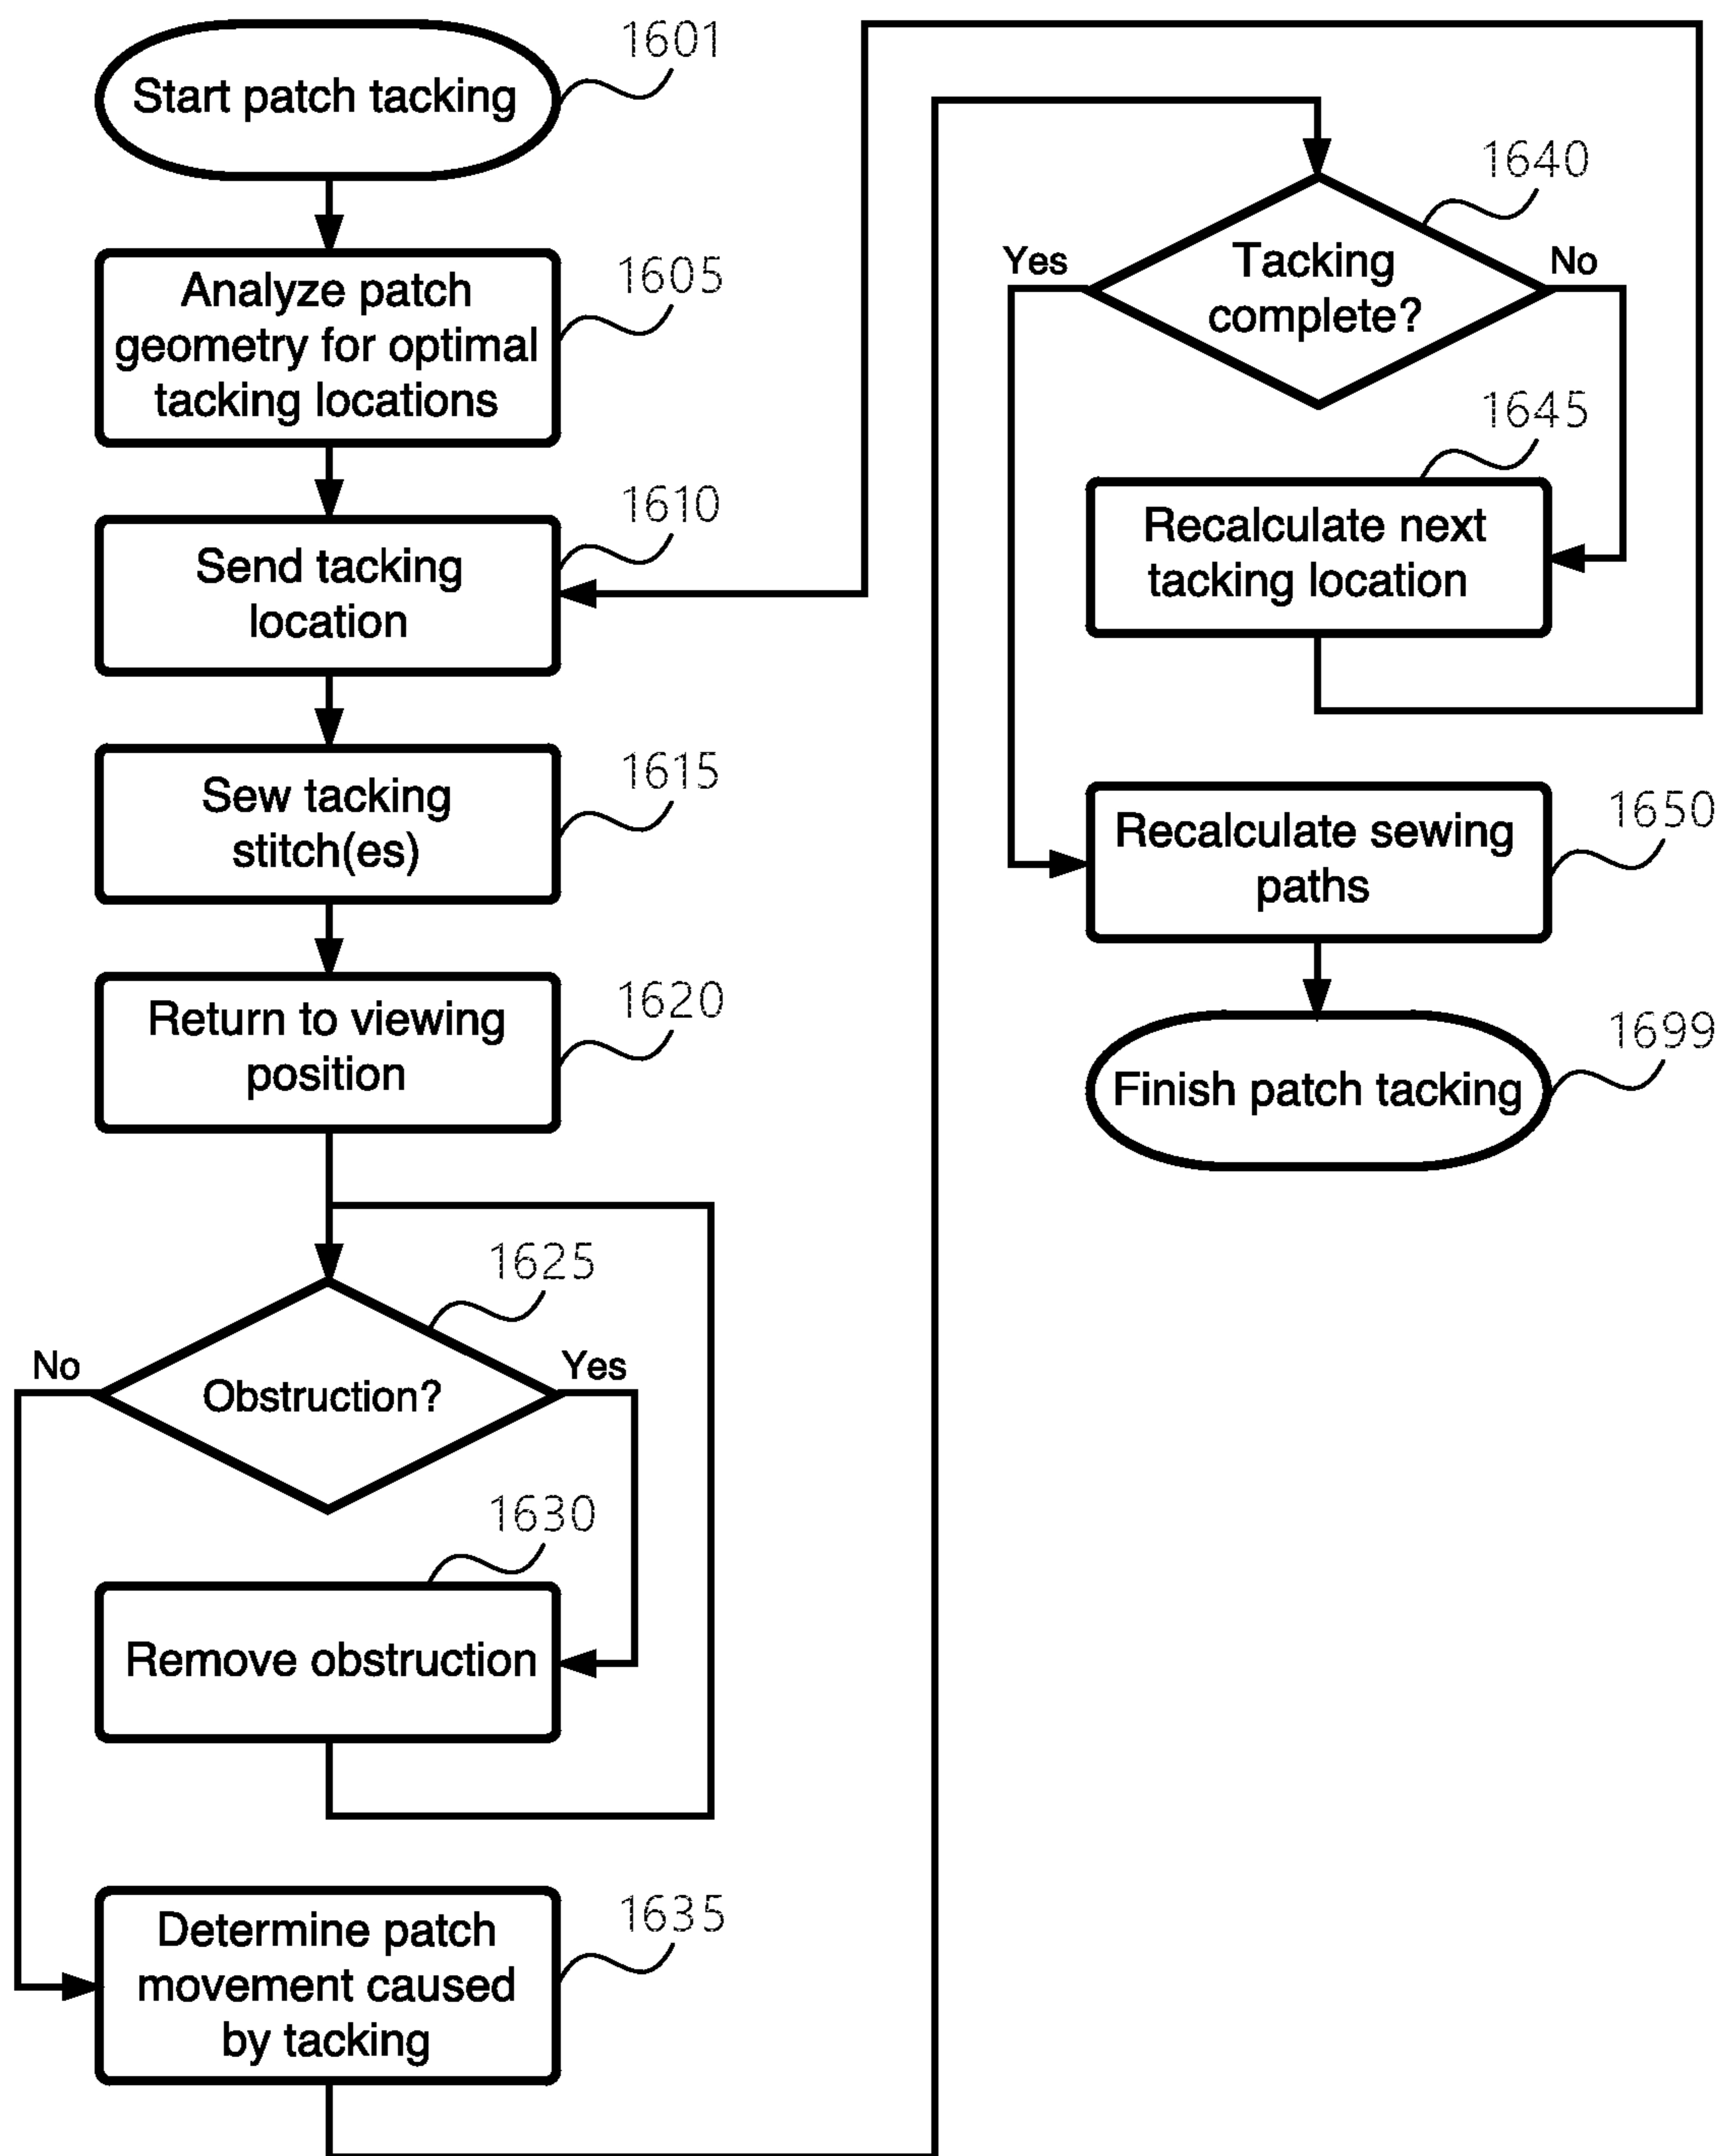 1601
Start patch tacking
1605
Analyze patch
geometry for optimal
tacking locations
1610
Send tacking
location
1615
Sew tacking
stitch(es)
1620
Return to viewing
position
1625
No
Yes
Obstruction?
1630
Remove obstruction
1635
Determine patch
movement caused
by tacking
1640
Yes
No
Tacking
complete?
1645
Recalculate next
tacking location
1650
Recalculate sewing
paths
1699
Finish patch tacking